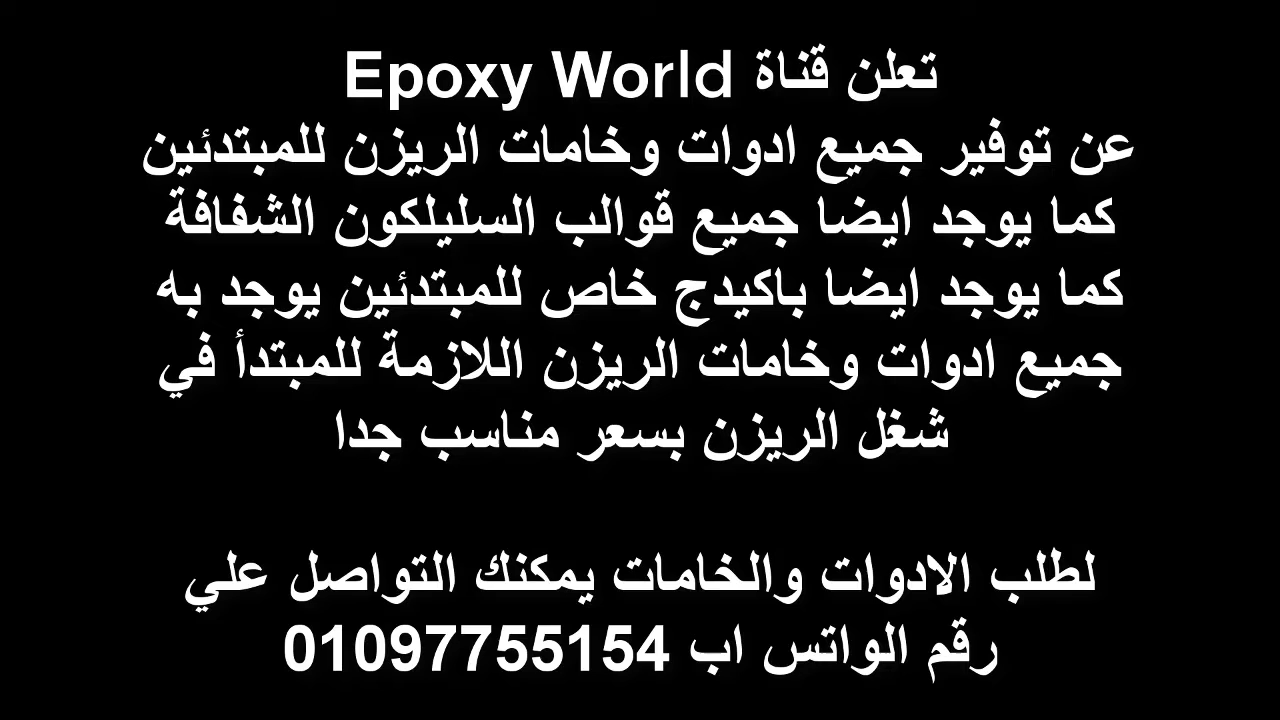 تعلن قناة Epoxy World
عن توفير جميع ادوات وخامات الريزن للمبتدئين
كما يوجد ايضا جميع قوالب السليلكون الشفافة
كما يوجد ايضا باكيدج خاص للمبتدئين يوجد به
جميع ادوات وخامات الريزن اللازمة للمبتدأ في
شغل الريزن بسعر مناسب جدا
لطلب الادوات والخامات يمكنك التواصل علي
رقم الواتس اب 01097755154